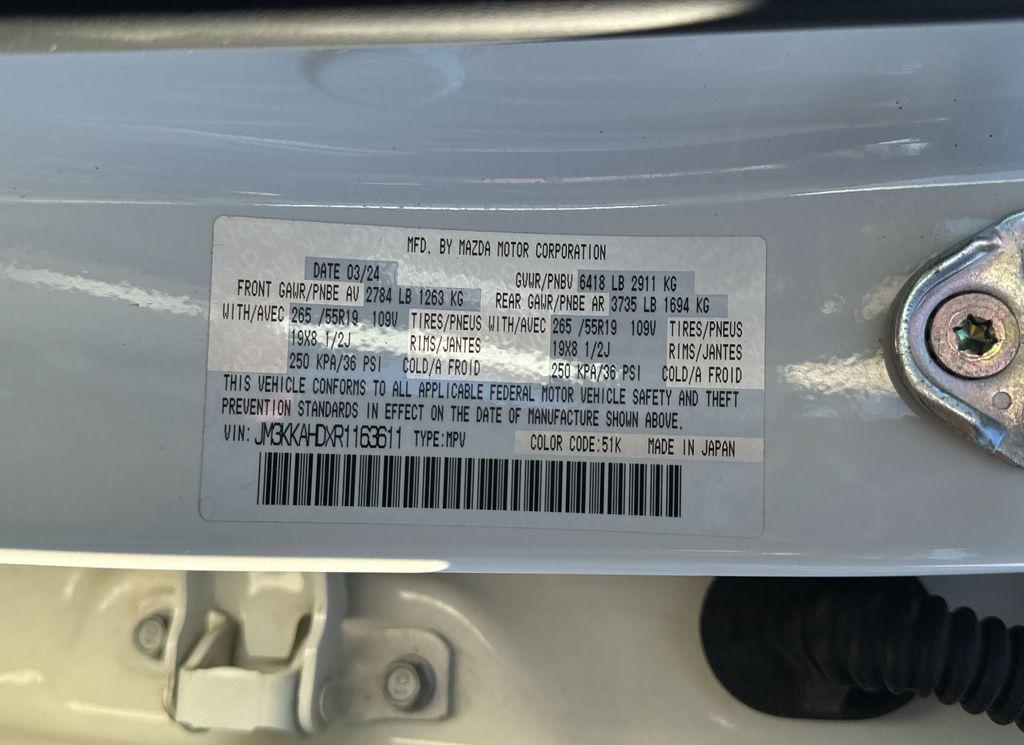 MFD. BY MAZDA MOTOR CORPORATION
DATE 03/24 GVWR/PNBV 6418 LB 2911 KG
FRONT GAWR/PNBE AV 2784 LB 1263 KG REAR GAWR/PNBE AR 3735 LB 1694 KG
WITH/AVEC 265 /55R19 109V TIRES/PNEUS WITH/AVEC 265 /55R19 109V TIRES/PNEUS
19X8 1/2J RIMS/JANTES 19X8 1/2J RIMS/JANTES
250 KPA/36 PSI COLD/A FROID 250 KPA/36 PSI COLD/A FROID
THIS VEHICLE CONFORMS TO ALL APPLICABLE FEDERAL MOTOR VEHICLE SAFETY AND THEFT
PREVENTION STANDARDS IN EFFECT ON THE DATE OF MANUFACTURE SHOWN ABOVE.
VIN: JM3KKAHDXR1163611 TYPE:MPV COLOR CODE:51K MADE IN JAPAN